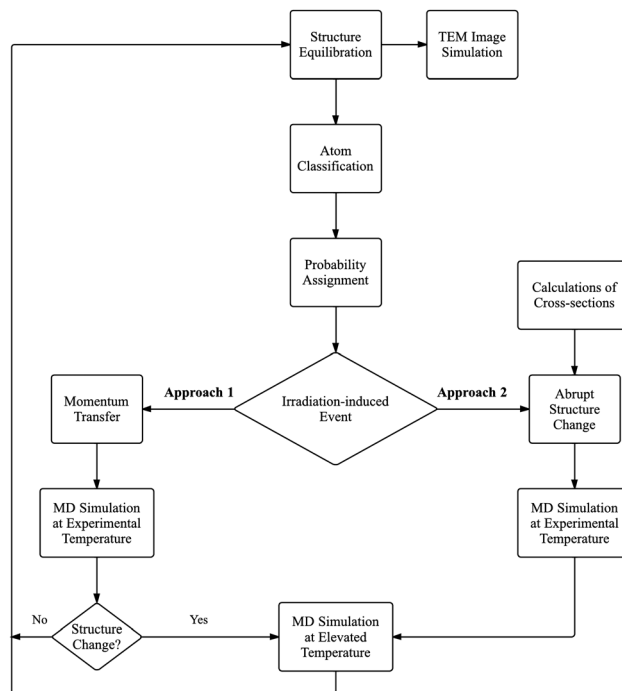 Structure
Equilibration
TEM Image
Simulation
Atom
Classification
Probability
Assignment
Calculations of
Cross-sections
Approach 1
Irradiation-induced
Event
Approach 2
Momentum
Transfer
Abrupt
Structure
Change
MD Simulation
at Experimental
Temperature
MD Simulation
at Experimental
Temperature
No
Structure
Change?
Yes
MD Simulation
at Elevated
Temperature